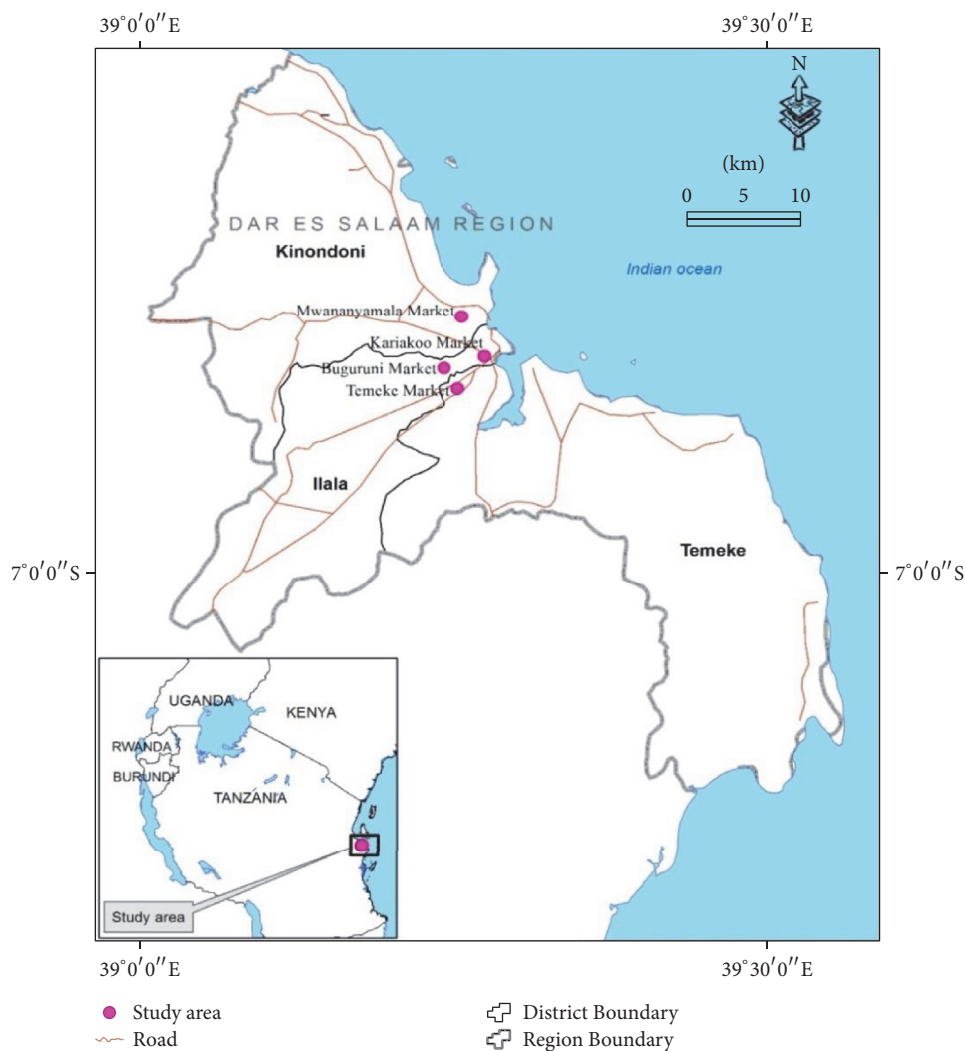 39°0′0″E 39°30′0″E
N
(km)
0 5 10
DAR ES SALAAM REGION
Kinondoni
Indian ocean
Mwananyamala Market
Kariakoo Market
Buguruni Market
Temeke Market
Ilala
Temeke
7°0′0″S 7°0′0″S
UGANDA
KENYA
RWANDA
BURUNDI
TANZANIA
Study area
39°0′0″E 39°30′0″E
Study area District Boundary
Road Region Boundary